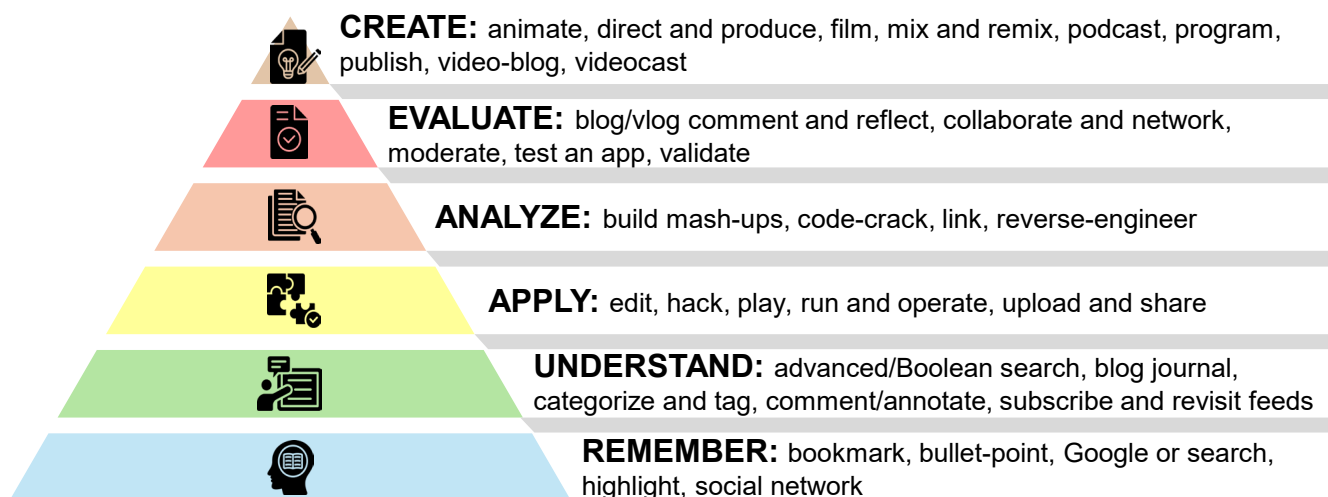 CREATE: animate, direct and produce, film, mix and remix, podcast, program,
publish, video-blog, videocast
EVALUATE: blog/vlog comment and reflect, collaborate and network,
moderate, test an app, validate
ANALYZE: build mash-ups, code-crack, link, reverse-engineer
APPLY: edit, hack, play, run and operate, upload and share
UNDERSTAND: advanced/Boolean search, blog journal,
categorize and tag, comment/annotate, subscribe and revisit feeds
REMEMBER: bookmark, bullet-point, Google or search,
highlight, social network